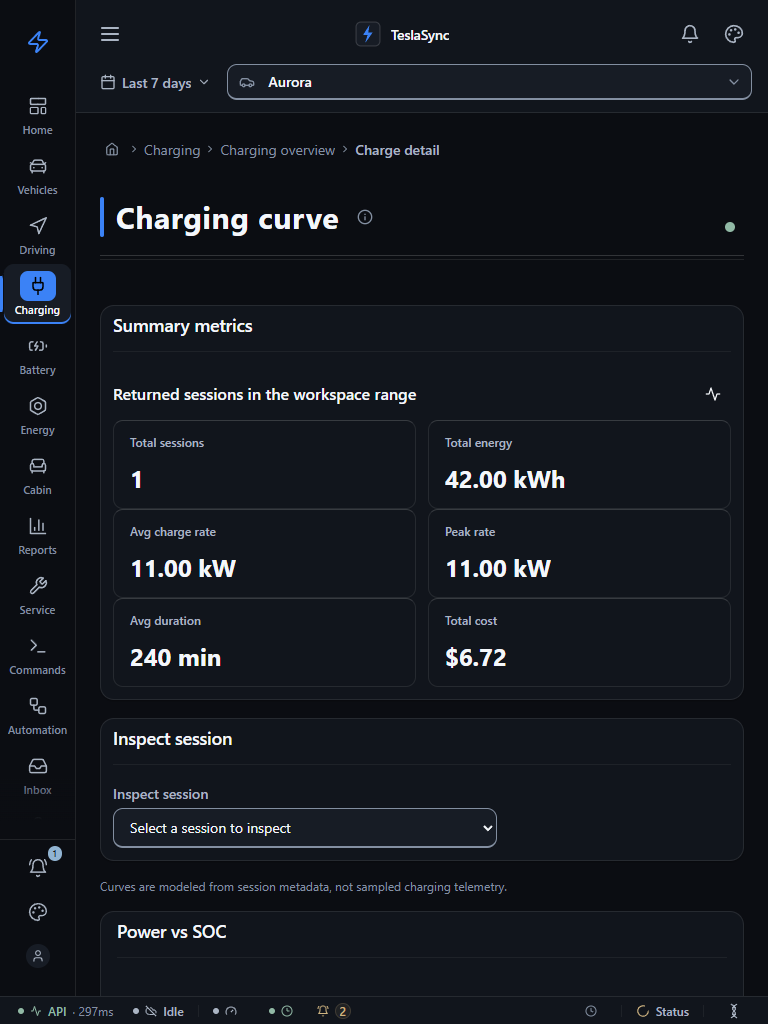 TeslaSync
Last 7 days
Aurora
Home
Vehicles
Driving
Charging
Battery
Energy
Cabin
Reports
Service
Commands
Automation
Inbox
1
Charging
Charging overview
Charge detail
Charging curve
Summary metrics
Returned sessions in the workspace range
Total sessions
1
Total energy
42.00 kWh
Avg charge rate
11.00 kW
Peak rate
11.00 kW
Avg duration
240 min
Total cost
$6.72
Inspect session
Inspect session
Select a session to inspect
Curves are modeled from session metadata, not sampled charging telemetry.
Power vs SOC
API · 297ms
Idle
2
Status